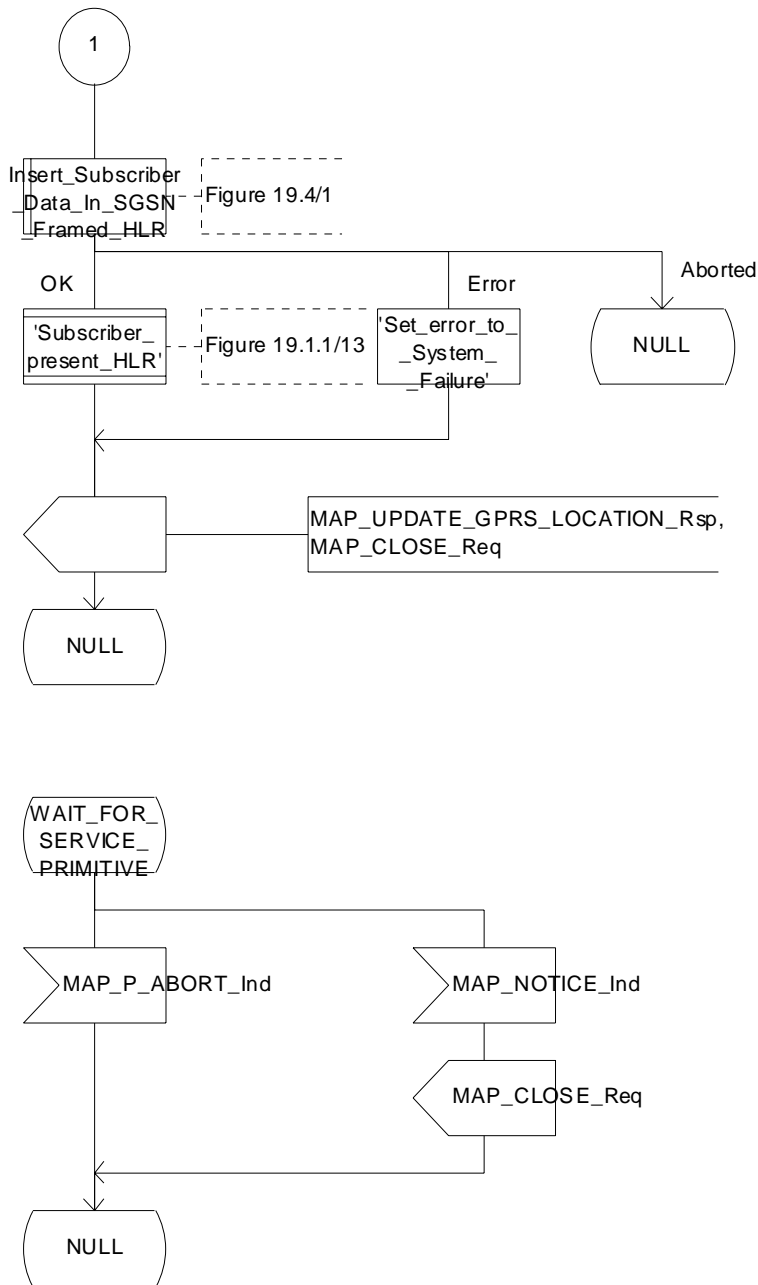 1
Insert_Subscriber
_Data_In_SGSN
_Framed_HLR
Figure 19.4/1
OK
Error
Aborted
'Subscriber_
present_HLR'
Figure 19.1.1/13
'Set_error_to_
_System_
_Failure'
NULL
MAP_UPDATE_GPRS_LOCATION_Rsp,
MAP_CLOSE_Req
NULL
WAIT_FOR_
SERVICE_
PRIMITIVE
MAP_P_ABORT_Ind
MAP_NOTICE_Ind
MAP_CLOSE_Req
NULL